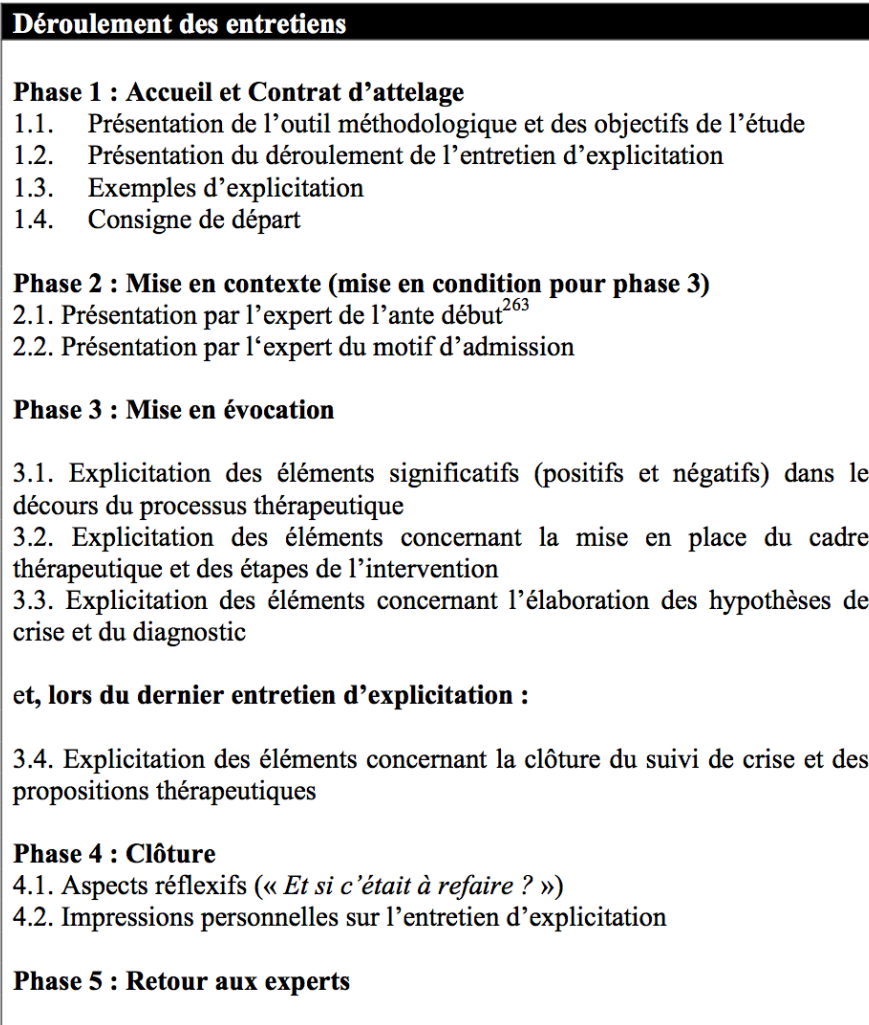 Déroulement des entretiens
Phase 1 : Accueil et Contrat d’attelage
1.1. Présentation de l’outil méthodologique et des objectifs de l’étude
1.2. Présentation du déroulement de l’entretien d’explicitation
1.3. Exemples d’explicitation
1.4. Consigne de départ
Phase 2 : Mise en contexte (mise en condition pour phase 3)
2.1. Présentation par l’expert de l’ante début263
2.2. Présentation par l‘expert du motif d’admission
Phase 3 : Mise en évocation
3.1. Explicitation des éléments significatifs (positifs et négatifs) dans le
décours du processus thérapeutique
3.2. Explicitation des éléments concernant la mise en place du cadre
thérapeutique et des étapes de l’intervention
3.3. Explicitation des éléments concernant l’élaboration des hypothèses de
crise et du diagnostic
et, lors du dernier entretien d’explicitation :
3.4. Explicitation des éléments concernant la clôture du suivi de crise et des
propositions thérapeutiques
Phase 4 : Clôture
4.1. Aspects réflexifs (« Et si c’était à refaire ? »)
4.2. Impressions personnelles sur l’entretien d’explicitation
Phase 5 : Retour aux experts